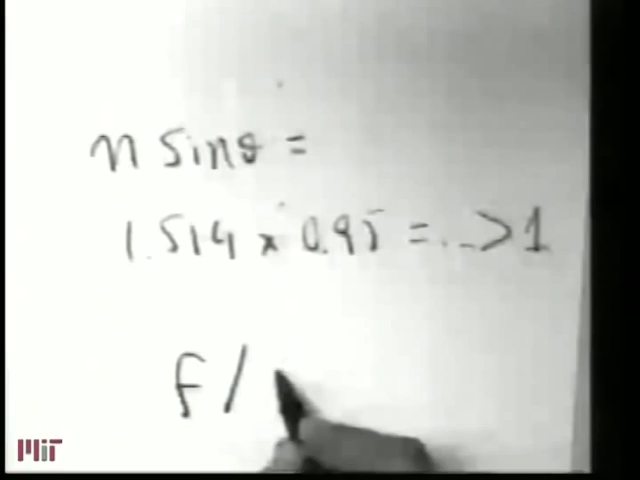 n sinθ =
1.514 x 0.95 = ... > 1
F /
MIT